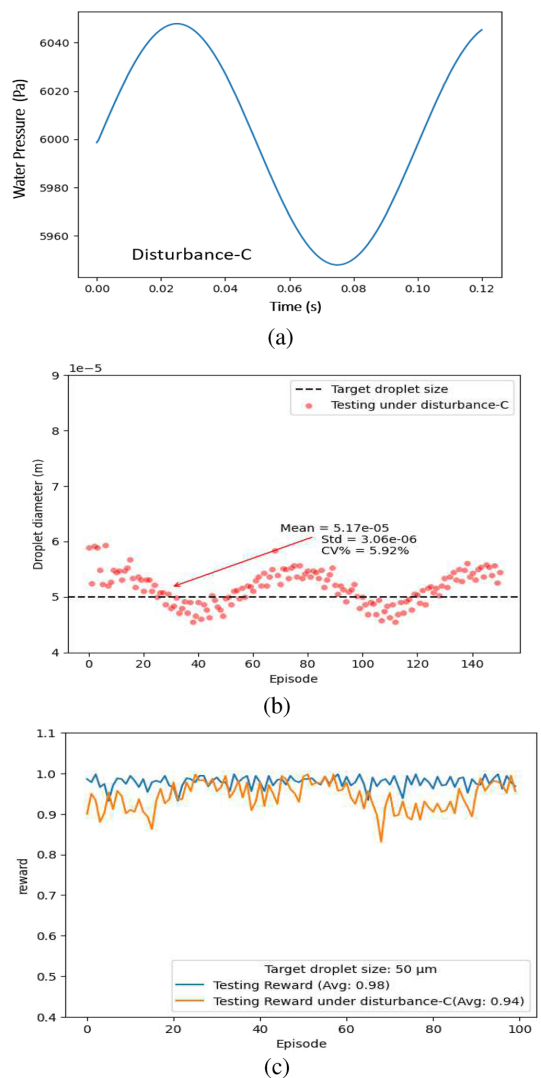 6040
6020
6000
5980
5960
Water Pressure (Pa)
Disturbance-C
0.00 0.02 0.04 0.06 0.08 0.10 0.12
Time (s)
(a)
1e−5
9
8
7
6
5
4
Droplet diameter (m)
Target droplet size
Testing under disturbance-C
Mean = 5.17e-05
Std = 3.06e-06
CV% = 5.92%
0 20 40 60 80 100 120 140
Episode
(b)
1.1
1.0
0.9
0.8
0.7
0.6
0.5
0.4
reward
Target droplet size: 50 μm
Testing Reward (Avg: 0.98)
Testing Reward under disturbance-C(Avg: 0.94)
0 20 40 60 80 100
Episode
(c)